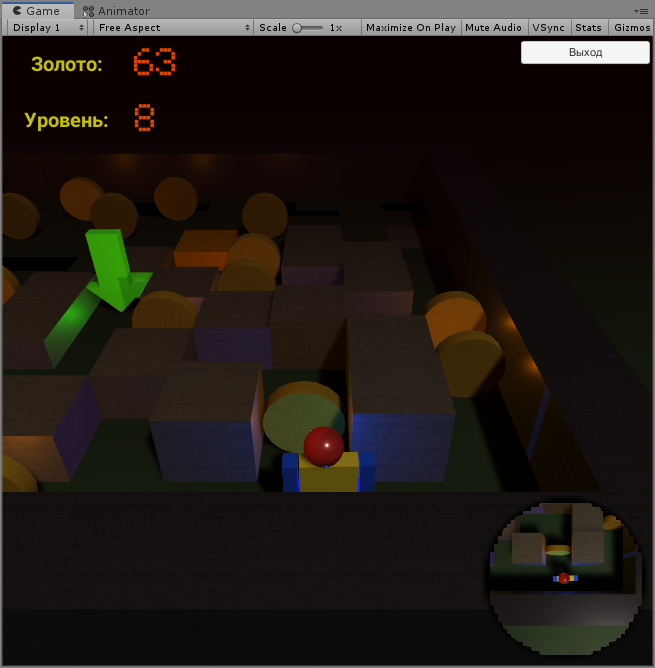 Game
Animator
Display 1
Free Aspect
Scale 1x
Maximize On Play
Mute Audio
VSync
Stats
Gizmos
Выход
Золото: 63
Уровень: 8